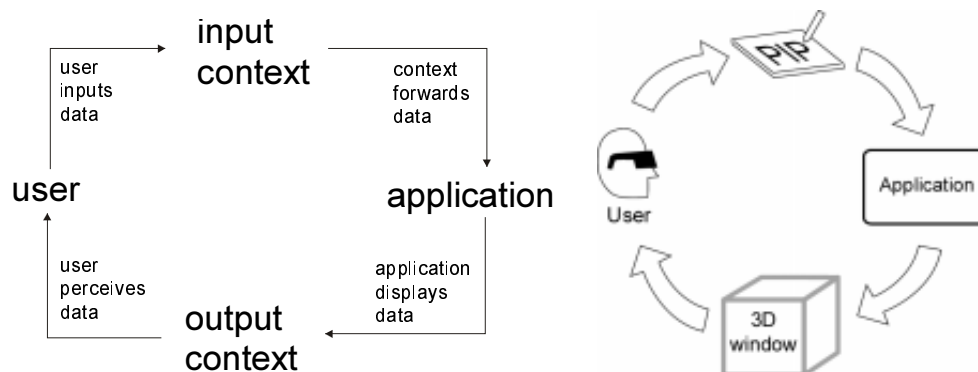 input
context
user
inputs
data
context
forwards
data
user
application
user
perceives
data
application
displays
data
output
context
PIP
User
Application
3D
window